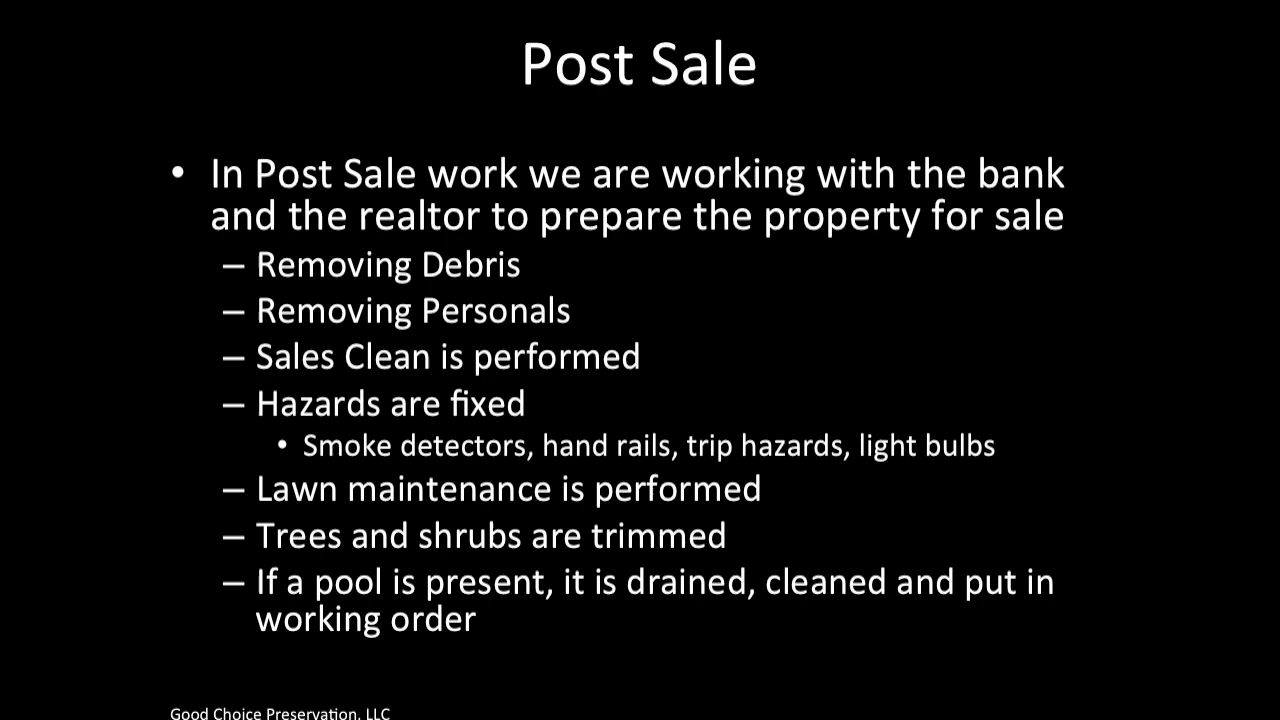 Post Sale
• In Post Sale work we are working with the bank
and the realtor to prepare the property for sale
– Removing Debris
– Removing Personals
– Sales Clean is performed
– Hazards are fixed
• Smoke detectors, hand rails, trip hazards, light bulbs
– Lawn maintenance is performed
– Trees and shrubs are trimmed
– If a pool is present, it is drained, cleaned and put in
working order
Good Choice Preservation, LLC